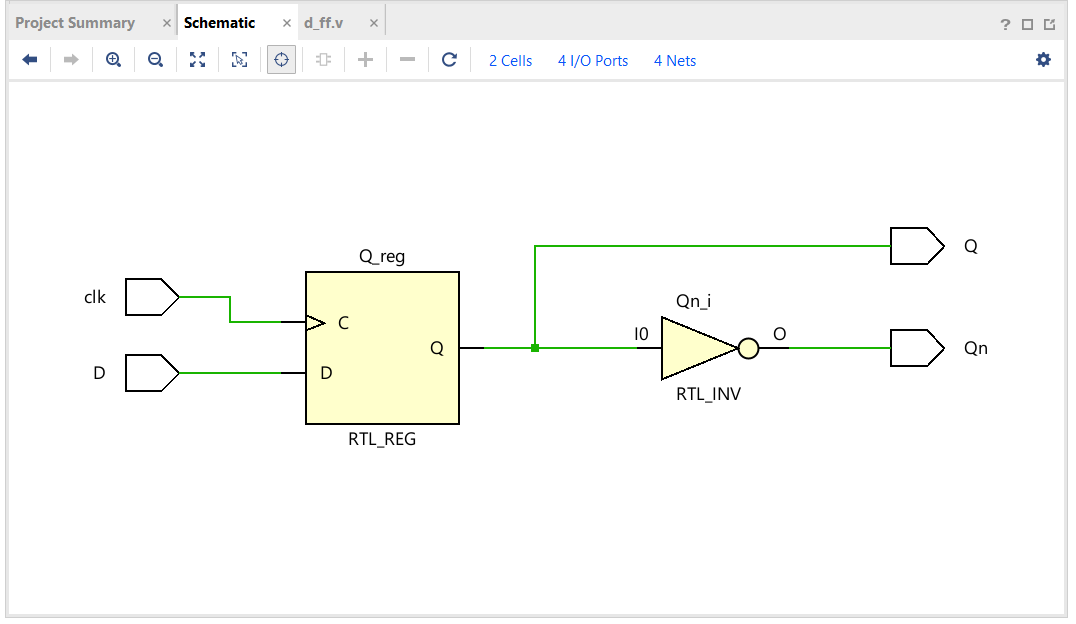 Project Summary × Schematic × d_ff.v × ?
2 Cells 4 I/O Ports 4 Nets
Q_reg
Q
clk
C
Qn_i
I0
O
Q
Qn
D
D
RTL_INV
RTL_REG